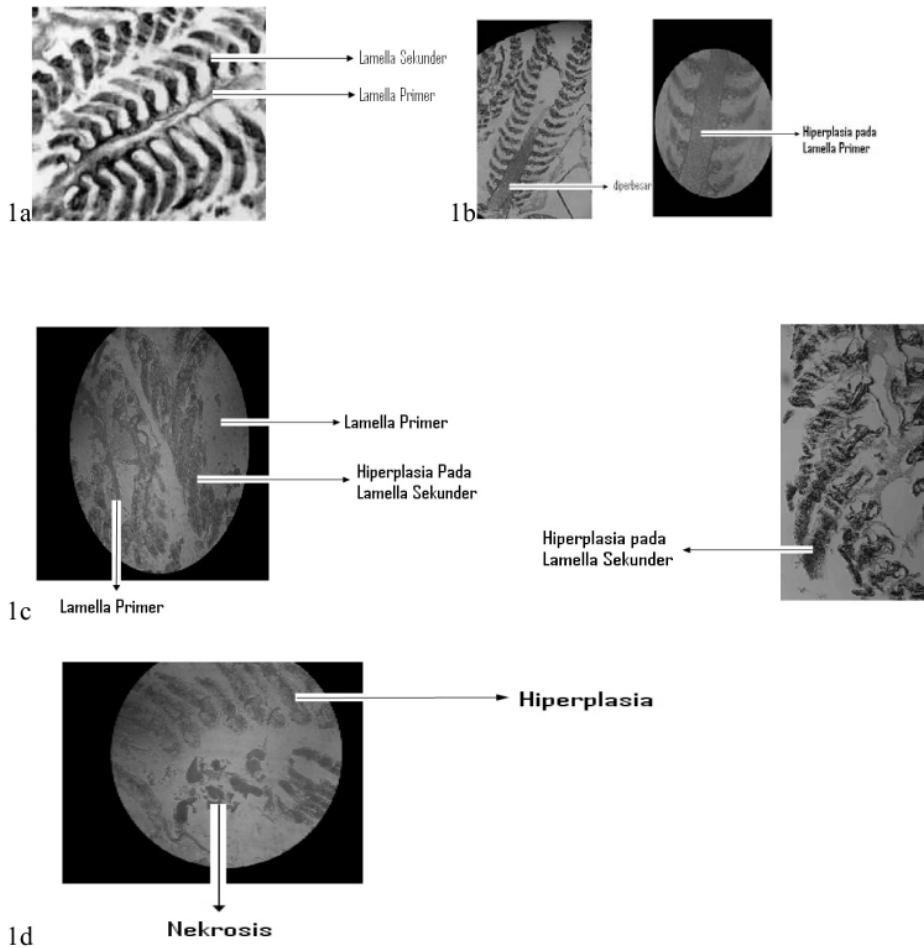 Lamella Sekunder
Lamella Primer
1a
diperbesar
Hiperplasia pada
Lamella Primer
1b
Lamella Primer
Hiperplasia Pada
Lamella Sekunder
Lamella Primer
1c
Hiperplasia pada
Lamella Sekunder
Hiperplasia
Nekrosis
1d